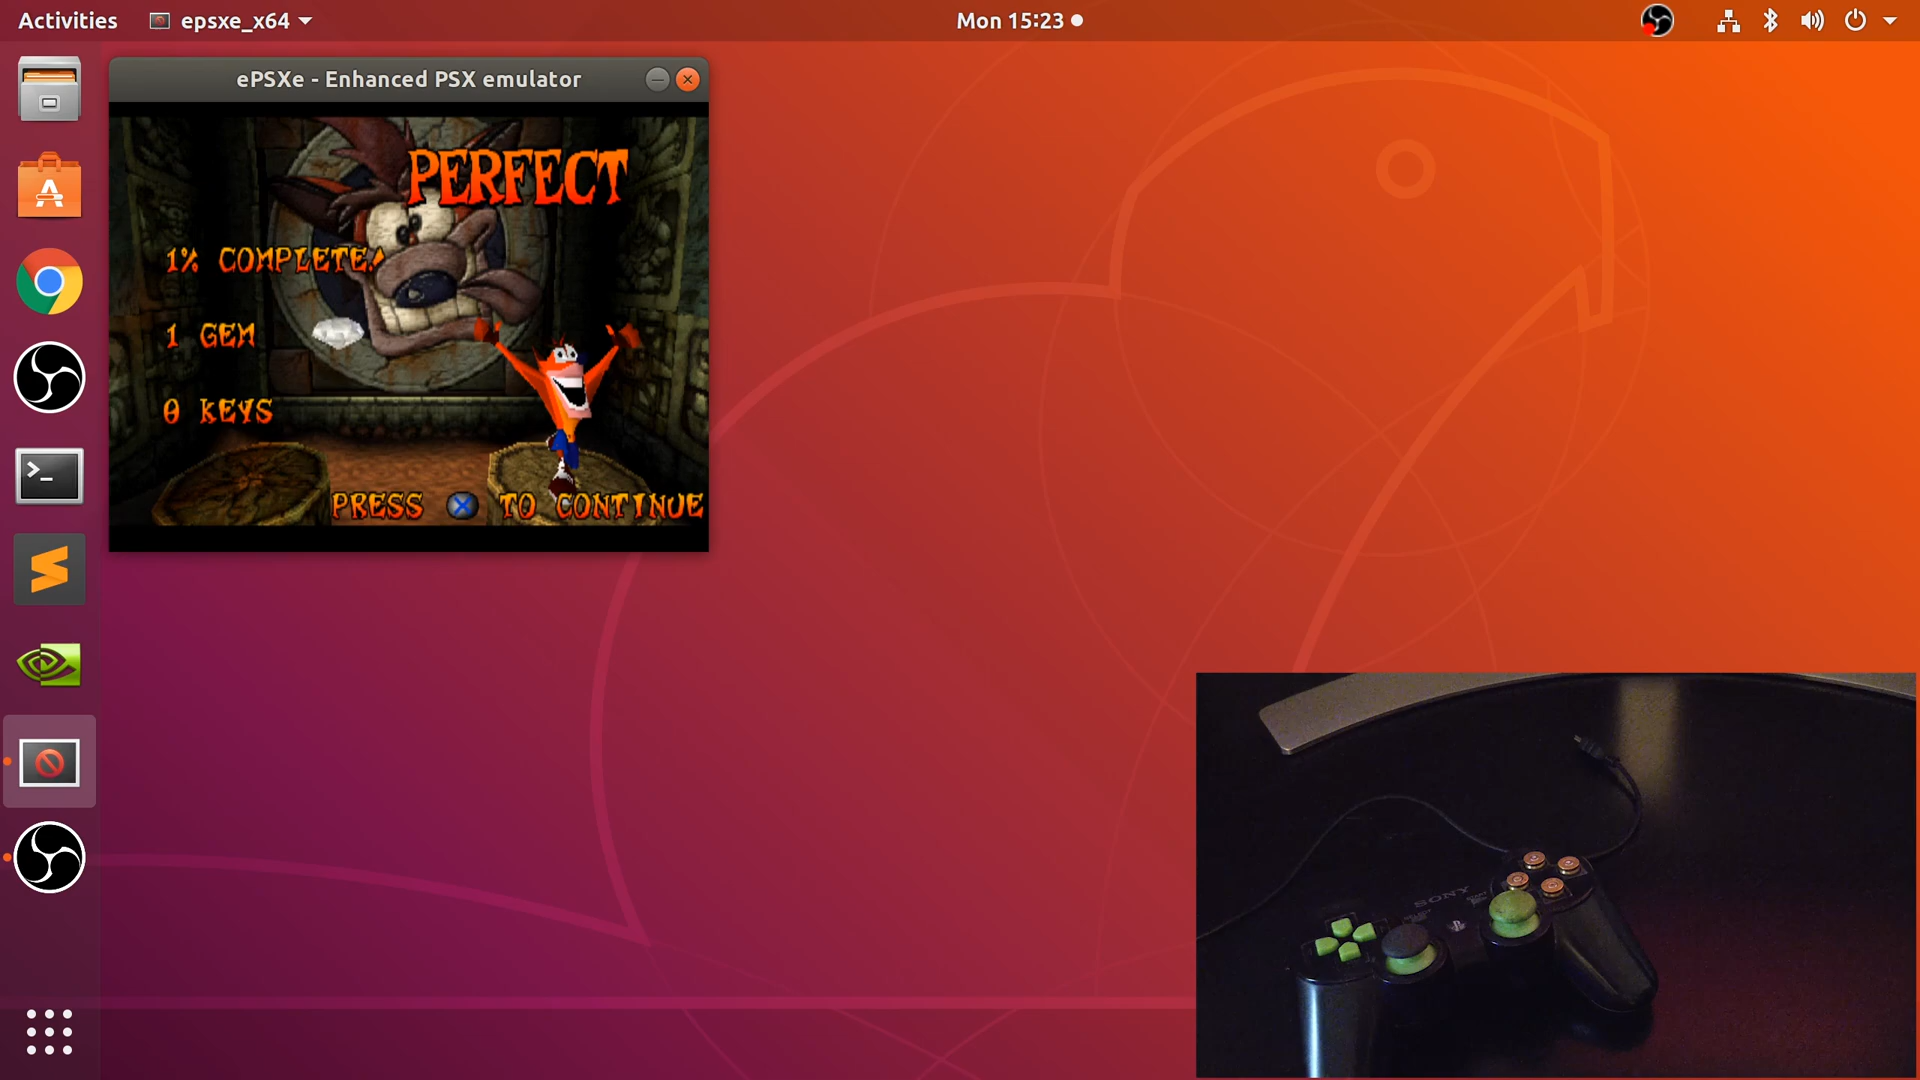 Activities
epsxe_x64
Mon 15:23
ePSXe - Enhanced PSX emulator
PERFECT
1% COMPLETE!
1 GEM
0 KEYS
PRESS TO CONTINUE
SONY